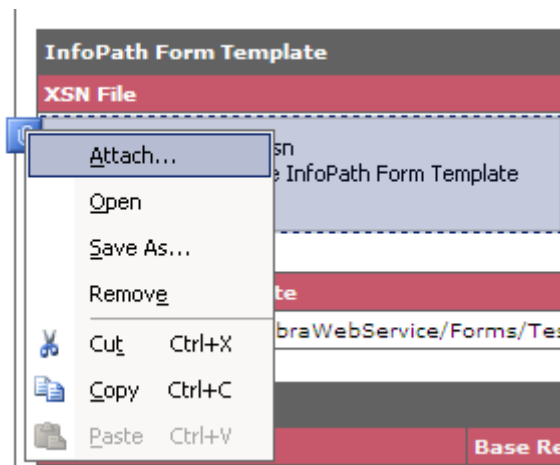 InfoPath Form Template
XSN File
sn
InfoPath Form Template
Attach...
Open
Save As...
Remove
te
braWebService/Forms/Tes
Cut Ctrl+X
Copy Ctrl+C
Paste Ctrl+V
Base Re